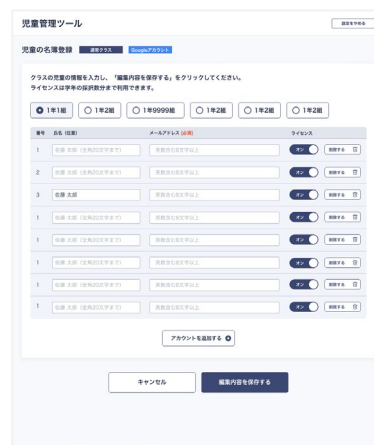 児童管理ツール
設定をやめる
児童の名簿登録 通常クラス Googleアカウント
クラスの児童の情報を入力し、「編集内容を保存する」をクリックしてください。
ライセンスは学年の採択数分まで利用できます。
1年1組 1年2組 1年9999組 1年2組 1年2組 1年2組
番号 氏名 (任意) メールアドレス (必須) ライセンス
1 佐藤 太郎（全角20文字まで） 英数含む8文字以上 オン 削除する
2 佐藤 太郎（全角20文字まで） 英数含む8文字以上 オン 削除する
3 佐藤 太郎 英数含む8文字以上 オン 削除する
1 佐藤 太郎（全角20文字まで） 英数含む8文字以上 オン 削除する
1 佐藤 太郎（全角20文字まで） 英数含む8文字以上 オン 削除する
1 佐藤 太郎（全角20文字まで） 英数含む8文字以上 オン 削除する
1 佐藤 太郎（全角20文字まで） 英数含む8文字以上 オン 削除する
1 佐藤 太郎（全角20文字まで） 英数含む8文字以上 オン 削除する
アカウントを追加する
キャンセル 編集内容を保存する